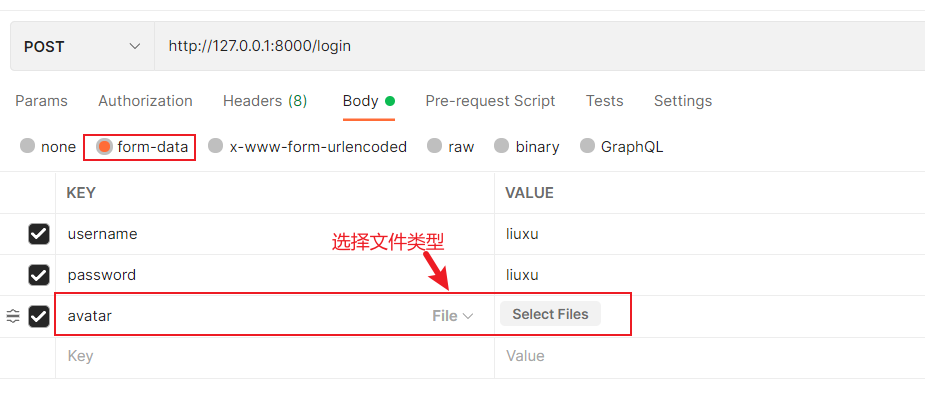 POST http://127.0.0.1:8000/login
Params Authorization Headers (8) Body Pre-request Script Tests Settings
none form-data x-www-form-urlencoded raw binary GraphQL
KEY VALUE
username liuxu
选择文件类型
password liuxu
avatar File Select Files
Key Value